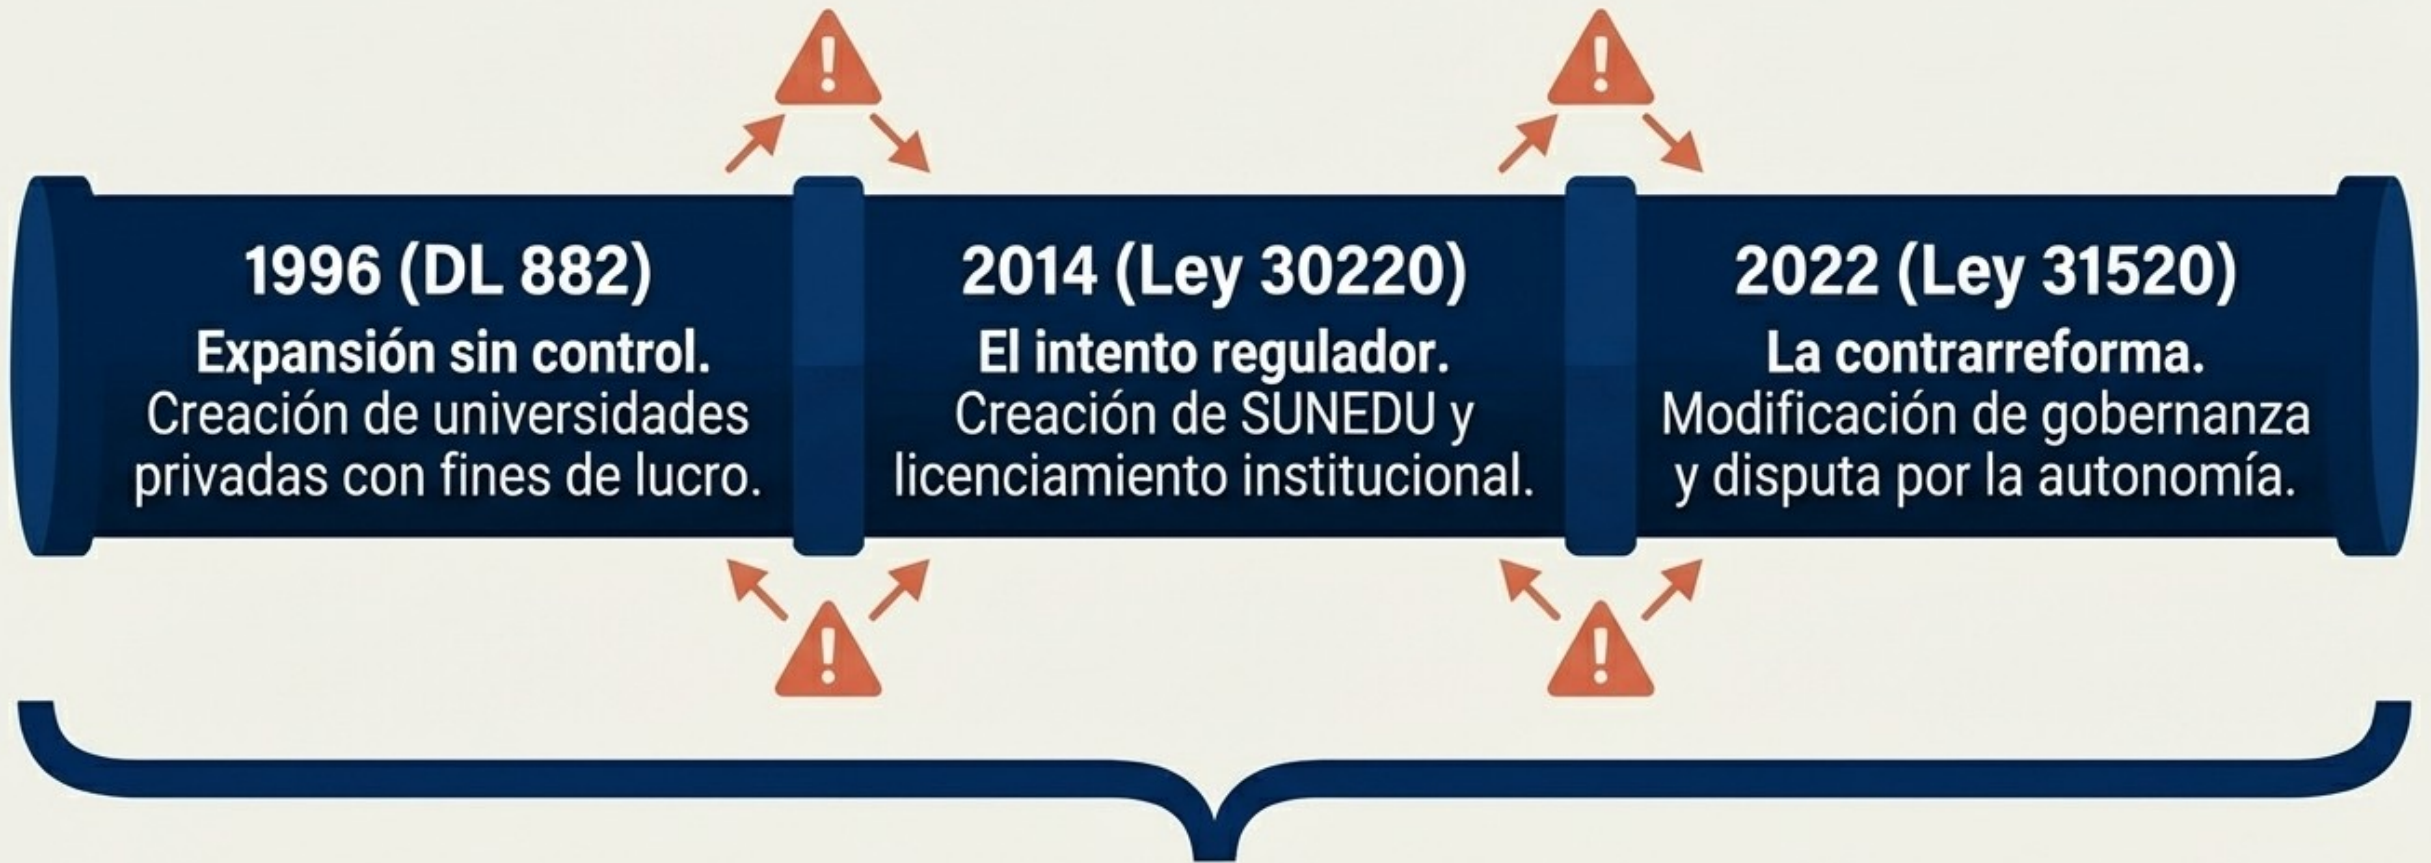 1996 (DL 882)
Expansión sin control.
Creación de universidades
privadas con fines de lucro.
2014 (Ley 30220)
El intento regulador.
Creación de SUNEDU y
licenciamiento institucional.
2022 (Ley 31520)
La contrarreforma.
Modificación de gobernanza
y disputa por la autonomía.